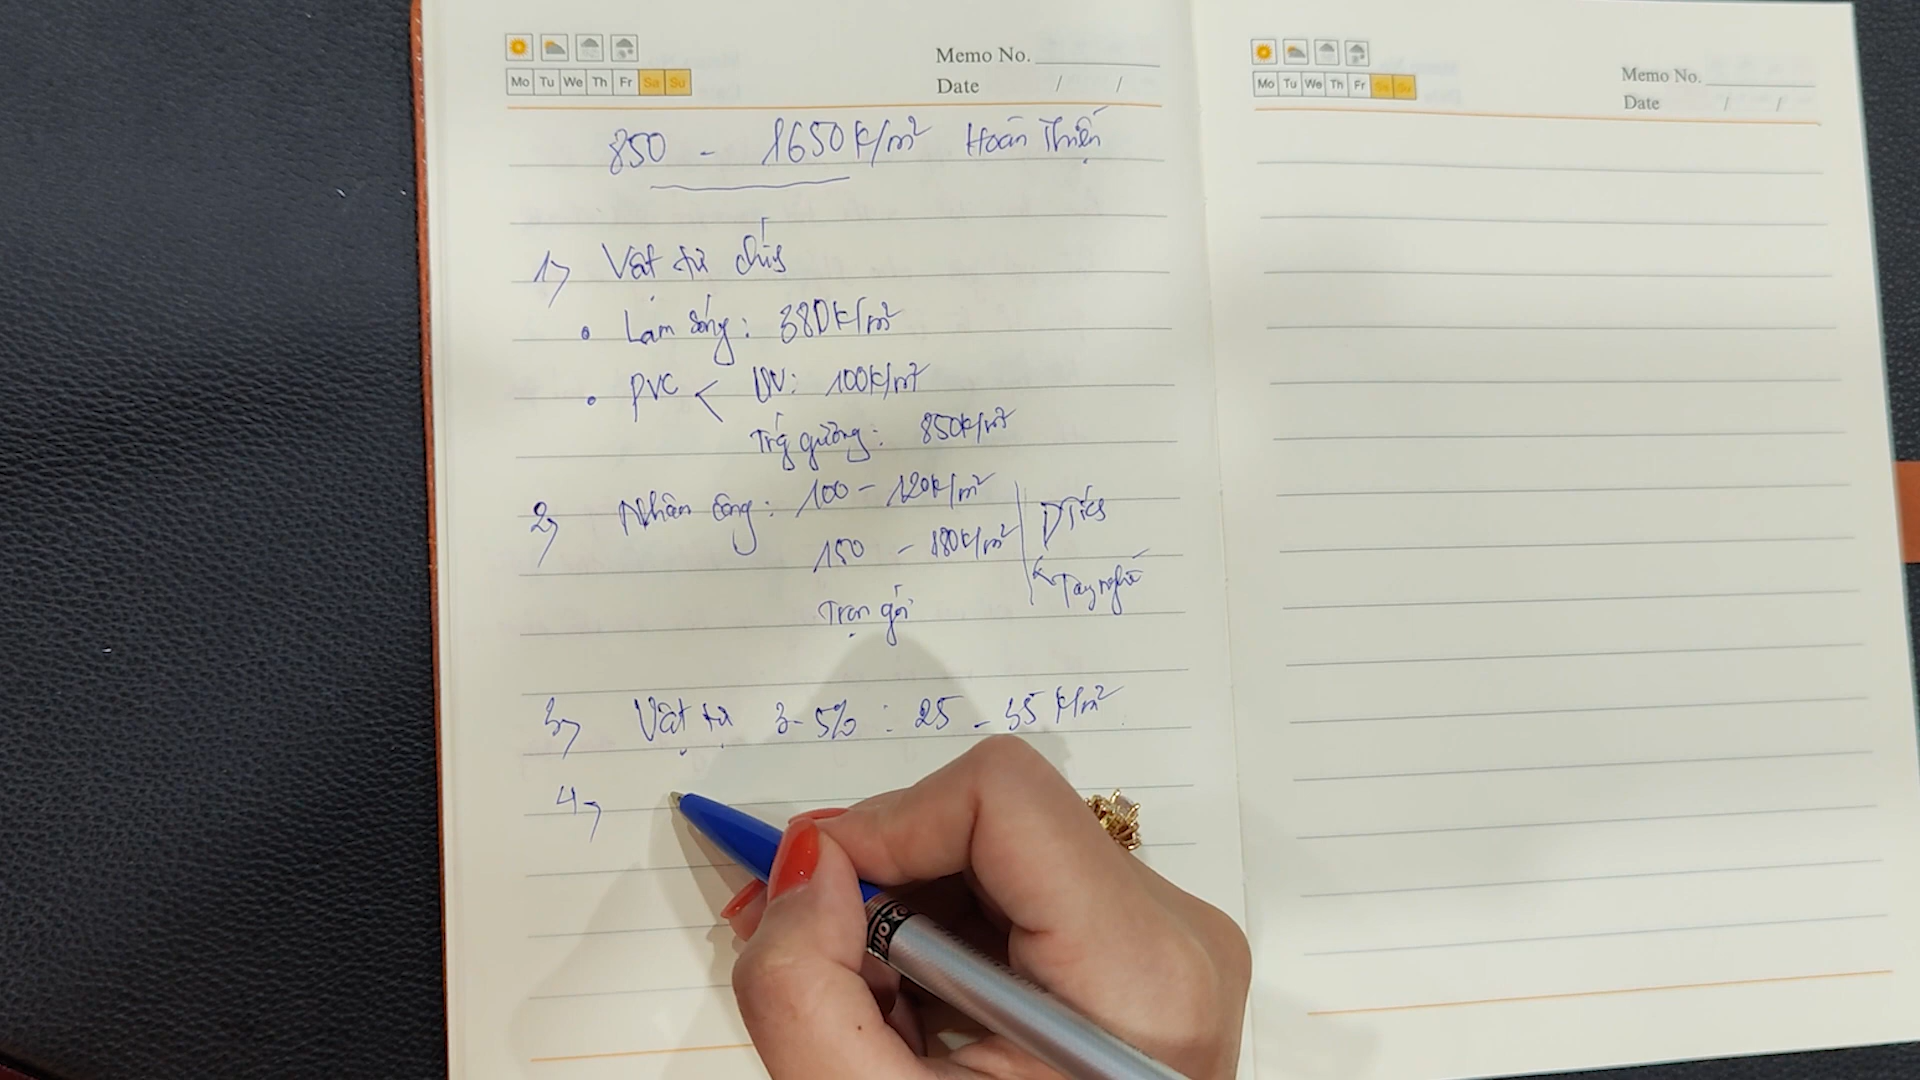 Mo Tu We Th Fr Sa Su
Memo No.
Date / /
850 - 1650K/m² Hoàn Thiện
1) Vật tư chính
• Lam sóng: 380K/m²
• PVC < UV: 100K/m²
Tráng gương: 850K/m²
2) Nhân công: 100 - 120K/m²
150 - 180K/m²
Trọn gói
DTích
Tay nghề
3) Vật tư 3-5% : 25 - 35K/m²
4)
Mo Tu We Th Fr Sa Su
Memo No.
Date / /